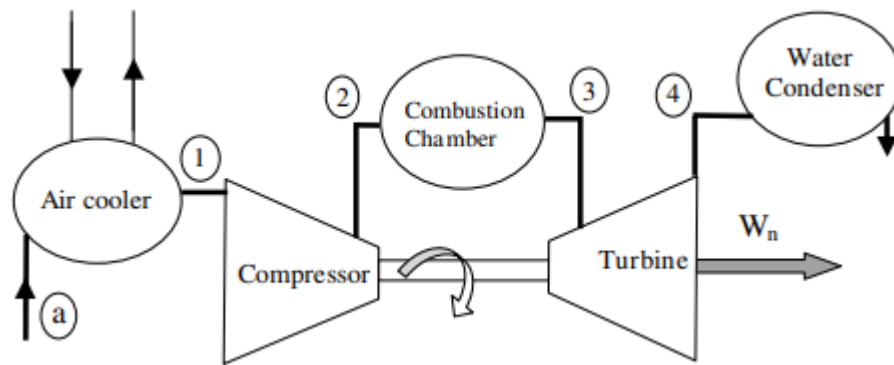 Air cooler
a
1
Compressor
2
Combustion
Chamber
3
Turbine
4
Water
Condenser
Wn